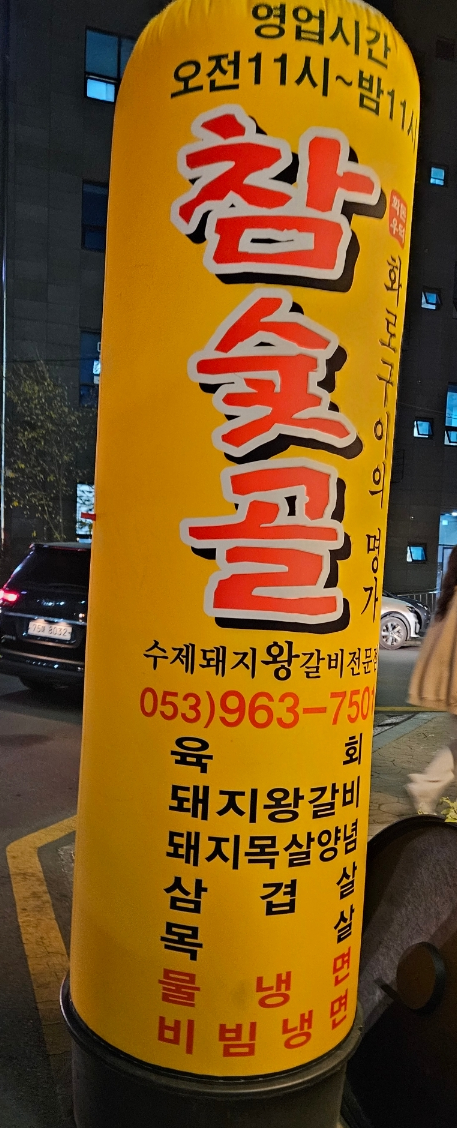 영업시간
오전11시~밤11시
참숯골
화로구이의 명가
수제돼지왕갈비전문점
053)963-750
육회
돼지왕갈비
돼지목살양념
삼겹살
목살
물냉면
비빔냉면